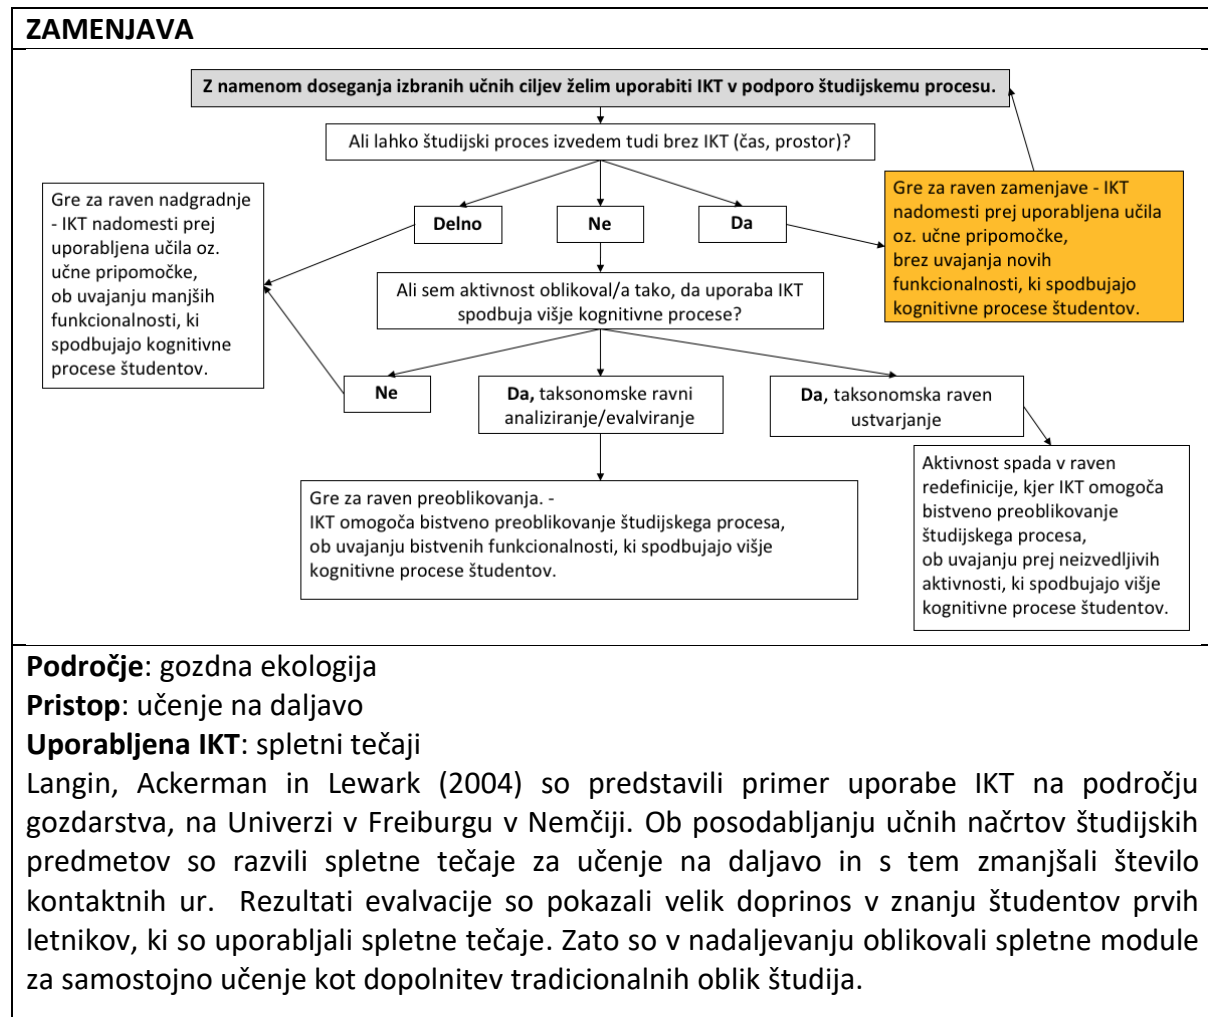 ZAMENJAVA
Z namenom doseganja izbranih učnih ciljev želim uporabiti IKT v podporo študijskemu procesu.
Ali lahko študijski proces izvedem tudi brez IKT (čas, prostor)?
Gre za raven nadgradnje
- IKT nadomesti prej
uporabljena učila oz.
učne pripomočke,
ob uvajanju manjših
funkcionalnosti, ki
spodbujajo kognitivne
procese študentov.
Delno
Ne
Da
Gre za raven zamenjave - IKT
nadomesti prej uporabljena učila
oz. učne pripomočke,
brez uvajanja novih
funkcionalnosti, ki spodbujajo
kognitivne procese študentov.
Ali sem aktivnost oblikoval/a tako, da uporaba IKT
spodbuja višje kognitivne procese?
Ne
Da, taksonomske ravni
analiziranje/evalviranje
Da, taksonomska raven
ustvarjanje
Gre za raven preoblikovanja. -
IKT omogoča bistveno preoblikovanje študijskega procesa,
ob uvajanju bistvenih funkcionalnosti, ki spodbujajo višje
kognitivne procese študentov.
Aktivnost spada v raven
redefinicije, kjer IKT omogoča
bistveno preoblikovanje
študijskega procesa,
ob uvajanju prej neizvedljivih
aktivnosti, ki spodbujajo višje
kognitivne procese študentov.
Področje: gozdna ekologija
Pristop: učenje na daljavo
Uporabljena IKT: spletni tečaji
Langin, Ackerman in Lewark (2004) so predstavili primer uporabe IKT na področju
gozdarstva, na Univerzi v Freiburgu v Nemčiji. Ob posodabljanju učnih načrtov študijskih
predmetov so razvili spletne tečaje za učenje na daljavo in s tem zmanjšali število
kontaktnih ur. Rezultati evalvacije so pokazali velik doprinos v znanju študentov prvih
letnikov, ki so uporabljali spletne tečaje. Zato so v nadaljevanju oblikovali spletne module
za samostojno učenje kot dopolnitev tradicionalnih oblik študija.